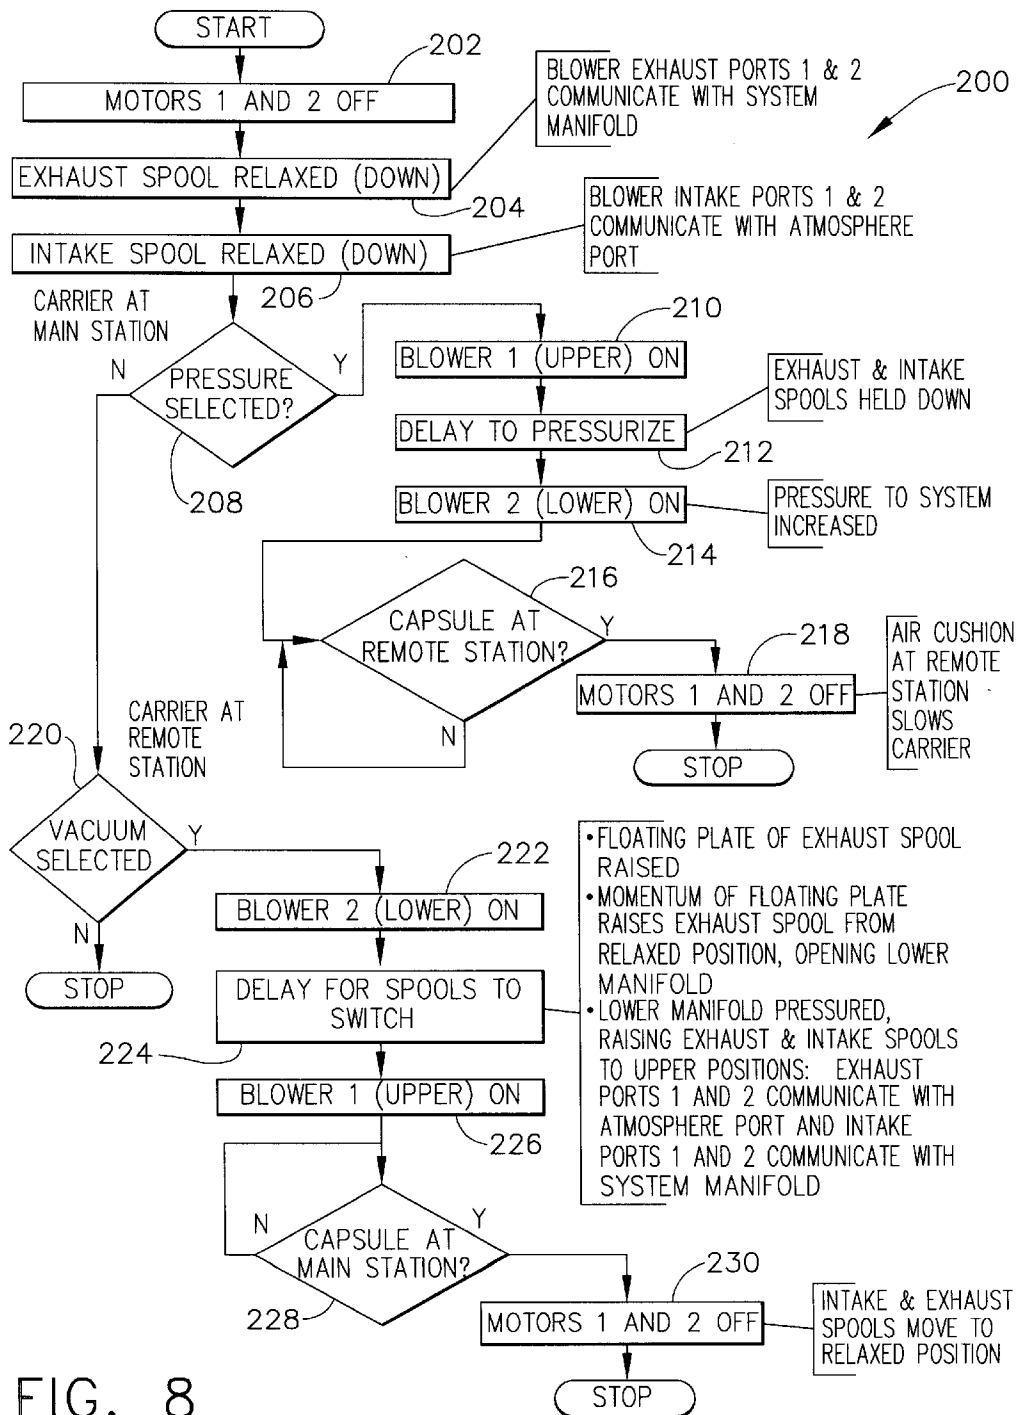 START
202
MOTORS 1 AND 2 OFF
BLOWER EXHAUST PORTS 1 & 2
COMMUNICATE WITH SYSTEM
MANIFOLD
200
EXHAUST SPOOL RELAXED (DOWN)
204
BLOWER INTAKE PORTS 1 & 2
COMMUNICATE WITH ATMOSPHERE
PORT
INTAKE SPOOL RELAXED (DOWN)
206
CARRIER AT
MAIN STATION
N
Y
PRESSURE
SELECTED?
208
210
BLOWER 1 (UPPER) ON
EXHAUST & INTAKE
SPOOLS HELD DOWN
DELAY TO PRESSURIZE
212
BLOWER 2 (LOWER) ON
214
PRESSURE TO SYSTEM
INCREASED
216
CAPSULE AT
REMOTE STATION?
Y
N
218
MOTORS 1 AND 2 OFF
AIR CUSHION
AT REMOTE
STATION
SLOWS
CARRIER
STOP
CARRIER AT
REMOTE
STATION
220
VACUUM
SELECTED
Y
N
STOP
222
BLOWER 2 (LOWER) ON
DELAY FOR SPOOLS TO
SWITCH
224
•FLOATING PLATE OF EXHAUST SPOOL
RAISED
•MOMENTUM OF FLOATING PLATE
RAISES EXHAUST SPOOL FROM
RELAXED POSITION, OPENING LOWER
MANIFOLD
•LOWER MANIFOLD PRESSURED,
RAISING EXHAUST & INTAKE SPOOLS
TO UPPER POSITIONS: EXHAUST
PORTS 1 AND 2 COMMUNICATE WITH
ATMOSPHERE PORT AND INTAKE
PORTS 1 AND 2 COMMUNICATE WITH
SYSTEM MANIFOLD
BLOWER 1 (UPPER) ON
226
N
Y
CAPSULE AT
MAIN STATION?
228
230
MOTORS 1 AND 2 OFF
INTAKE & EXHAUST
SPOOLS MOVE TO
RELAXED POSITION
STOP
FIG. 8